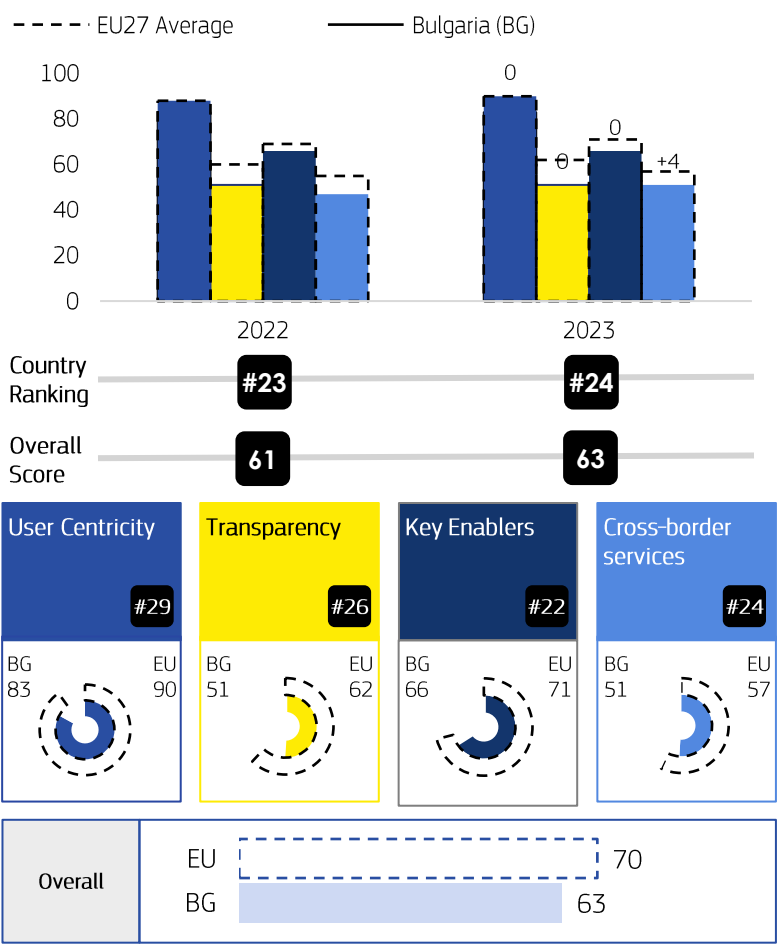 EU27 Average
Bulgaria (BG)
100
80
60
40
20
0
0
0
0
+4
2022
2023
Country
Ranking
#23
#24
Overall
Score
61
63
User Centricity
#29
Transparency
#26
Key Enablers
#22
Cross-border
services
#24
BG
83
EU
90
BG
51
EU
62
BG
66
EU
71
BG
51
EU
57
Overall
EU
70
BG
63